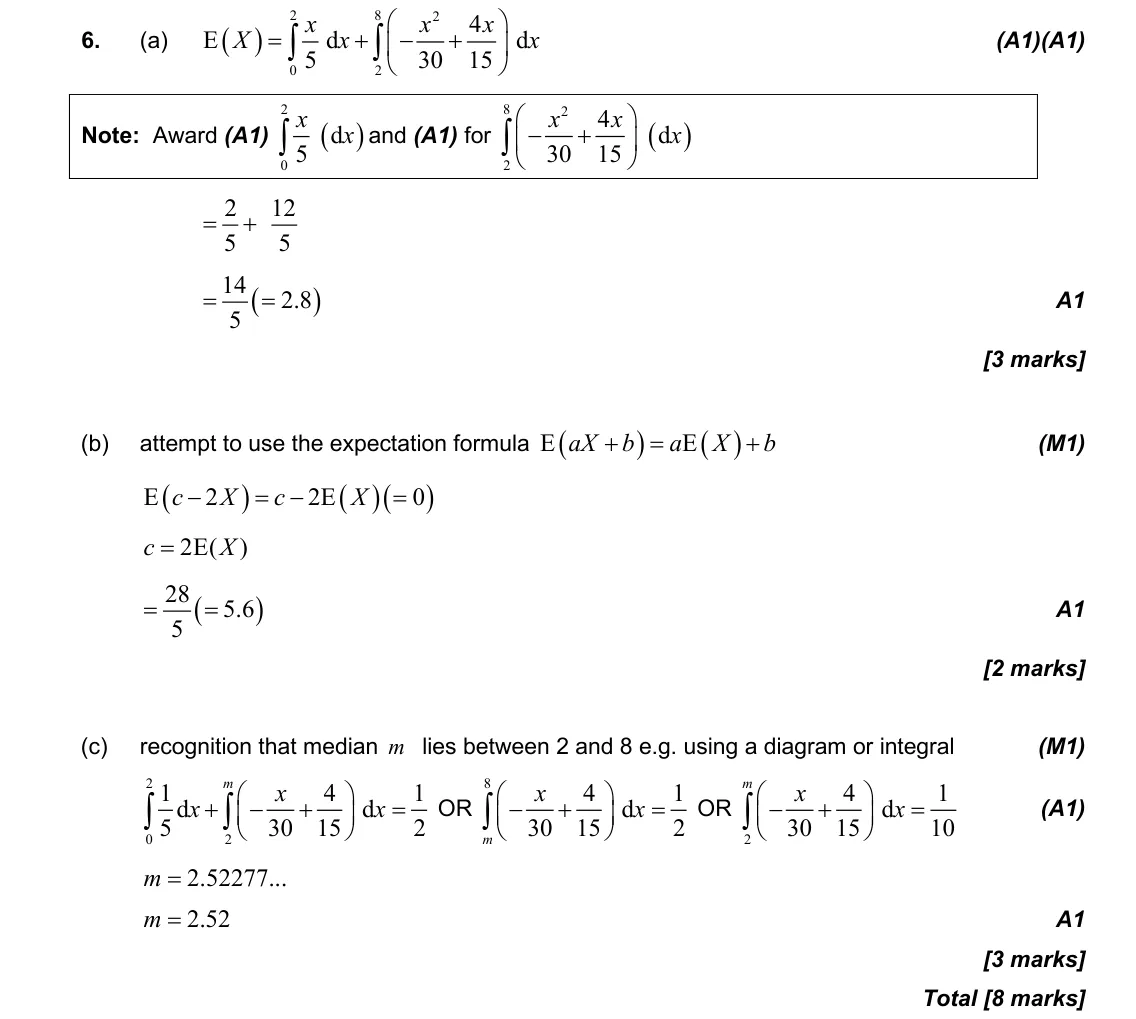 6. (a) E(X) = ∫₀² x/5 dx + ∫₂⁸ (−x²/30 + 4x/15) dx (A1)(A1)
Note: Award (A1) ∫₀² x/5 (dx) and (A1) for ∫₂⁸ (−x²/30 + 4x/15) (dx)
= 2/5 + 12/5
= 14/5 (= 2.8) A1
[3 marks]
(b) attempt to use the expectation formula E(aX + b) = aE(X) + b (M1)
E(c − 2X) = c − 2E(X)(= 0)
c = 2E(X)
= 28/5 (= 5.6) A1
[2 marks]
(c) recognition that median m lies between 2 and 8 e.g. using a diagram or integral (M1)
∫₀² 1/5 dx + ∫₂ᵐ (−x/30 + 4/15) dx = 1/2 OR ∫ₘ⁸ (−x/30 + 4/15) dx = 1/2 OR ∫₂ᵐ (−x/30 + 4/15) dx = 1/10 (A1)
m = 2.52277...
m = 2.52 A1
[3 marks]
Total [8 marks]